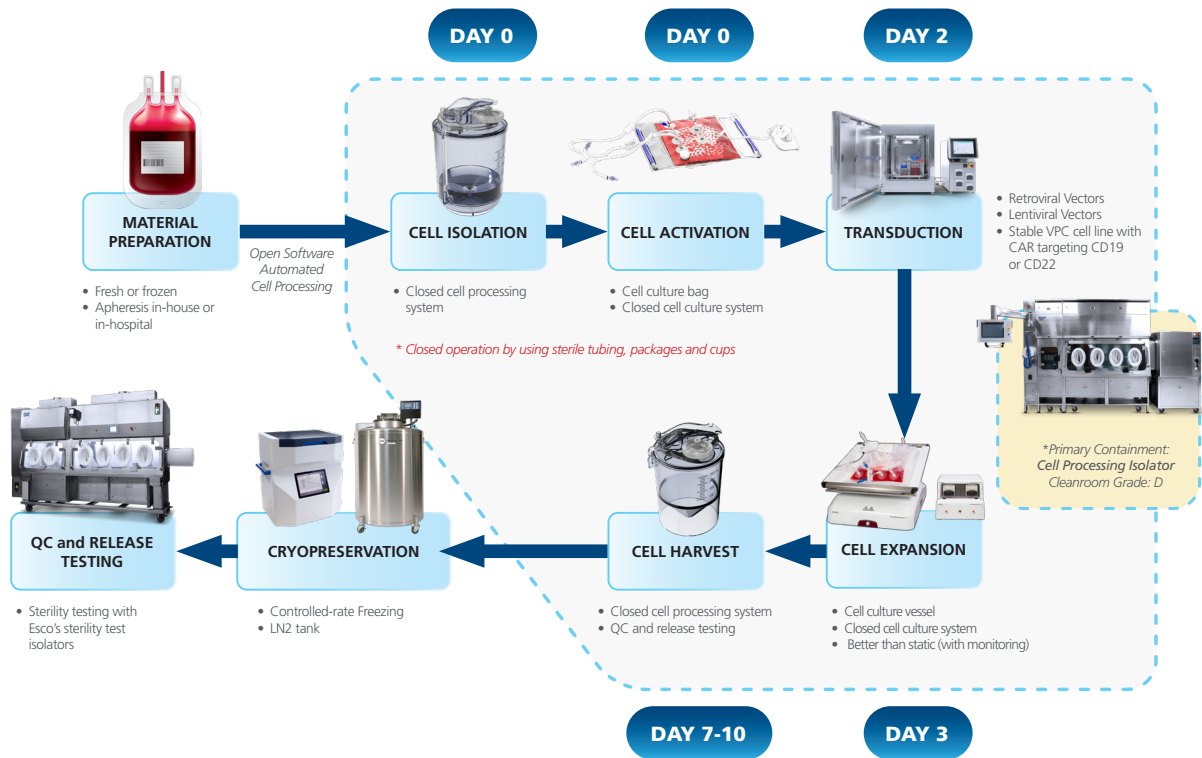 DAY 0
DAY 0
DAY 2
MATERIAL
PREPARATION
• Fresh or frozen
• Apheresis in-house or
in-hospital
Open Software
Automated
Cell Processing
CELL ISOLATION
• Closed cell processing
system
CELL ACTIVATION
• Cell culture bag
• Closed cell culture system
TRANSDUCTION
• Retroviral Vectors
• Lentiviral Vectors
• Stable VPC cell line with
CAR targeting CD19
or CD22
* Closed operation by using sterile tubing, packages and cups
*Primary Containment:
Cell Processing Isolator
Cleanroom Grade: D
QC and RELEASE
TESTING
• Sterility testing with
Esco's sterility test
isolators
CRYOPRESERVATION
• Controlled-rate Freezing
• LN2 tank
CELL HARVEST
• Closed cell processing system
• QC and release testing
CELL EXPANSION
• Cell culture vessel
• Closed cell culture system
• Better than static (with monitoring)
DAY 7-10
DAY 3